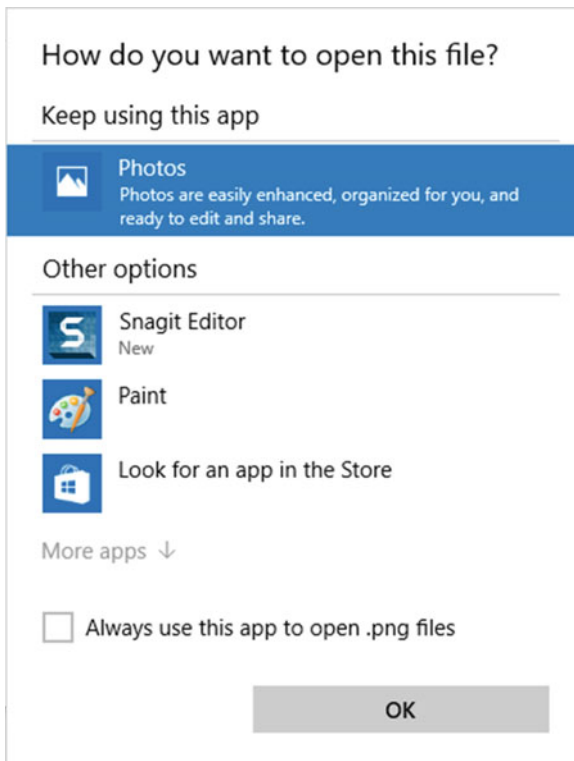 How do you want to open this file?
Keep using this app
Photos
Photos are easily enhanced, organized for you, and
ready to edit and share.
Other options
S
Snagit Editor
New
Paint
Look for an app in the Store
More apps ↓
Always use this app to open .png files
OK